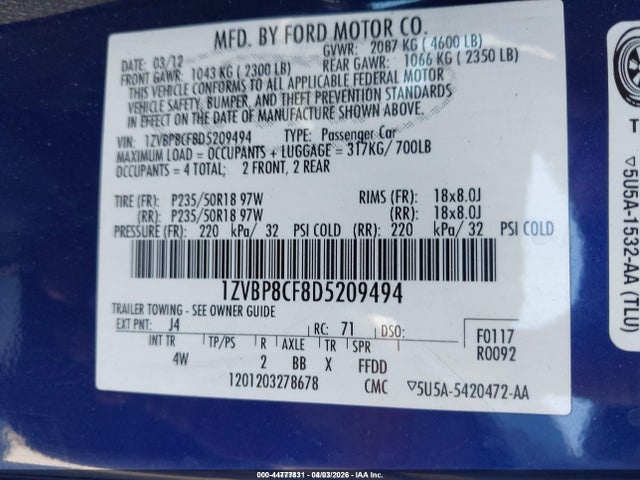 MFD. BY FORD MOTOR CO.
DATE: 03/12 GVWR: 2087 KG (4600 LB)
FRONT GAWR: 1043 KG (2300 LB) REAR GAWR: 1066 KG (2350 LB)
THIS VEHICLE CONFORMS TO ALL APPLICABLE FEDERAL MOTOR
VEHICLE SAFETY, BUMPER, AND THEFT PREVENTION STANDARDS
IN EFFECT ON THE DATE OF MANUFACTURE SHOWN ABOVE.
VIN: 1ZVBP8CF8D5209494 TYPE: Passenger Car
MAXIMUM LOAD = OCCUPANTS + LUGGAGE = 317KG/700LB
OCCUPANTS = 4 TOTAL; 2 FRONT, 2 REAR
TIRE (FR): P235/50R18 97W RIMS (FR): 18x8.0J
(RR): P235/50R18 97W (RR): 18x8.0J
PRESSURE (FR): 220 kPa/ 32 PSI COLD (RR): 220 kPa/ 32 PSI COLD
1ZVBP8CF8D5209494
TRAILER TOWING - SEE OWNER GUIDE
EXT PNT: J4 RC: 71 DSO: F0117
INT TR TP/PS R AXLE TR SPR R0092
4W 2 BB X FFDD
1201203278678 CMC ▽5U5A-5420472-AA
T
▽5U5A-1532-AA (TLU)
000-44777831 - 04/03/2026 - IAA Inc.